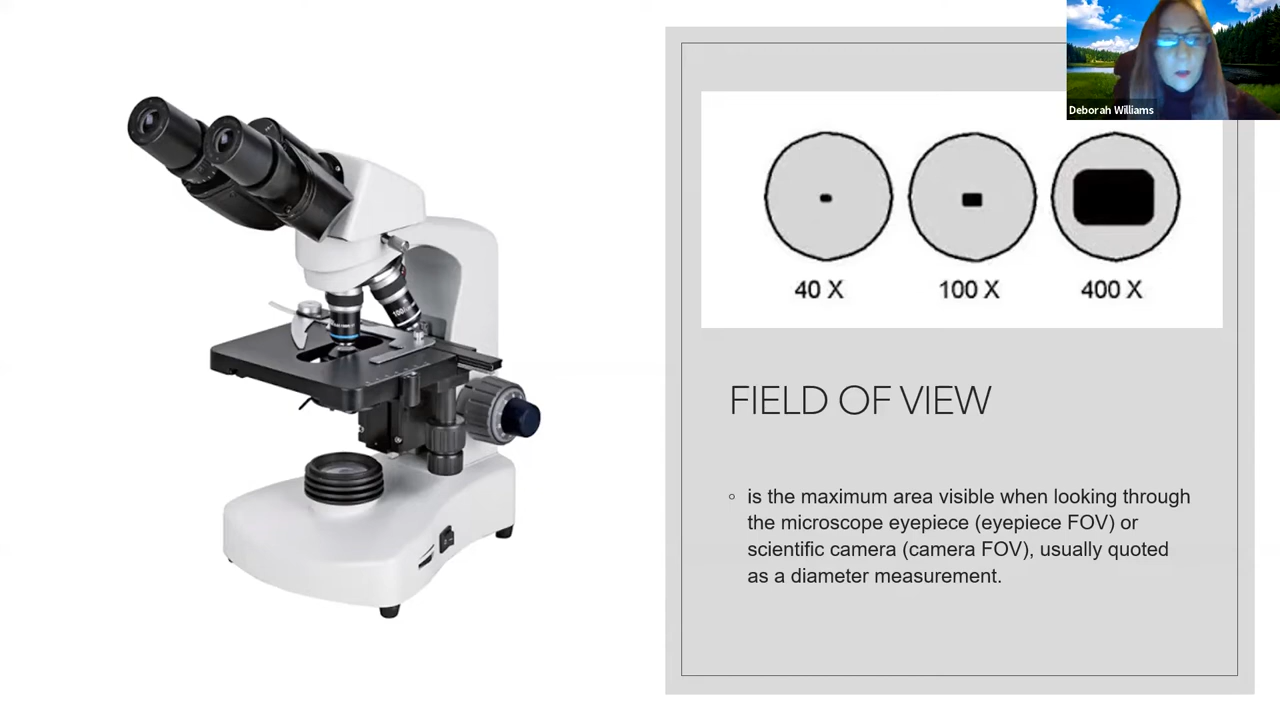 Deborah Williams
40 X 100 X 400 X
FIELD OF VIEW
◦ is the maximum area visible when looking through
the microscope eyepiece (eyepiece FOV) or
scientific camera (camera FOV), usually quoted
as a diameter measurement.